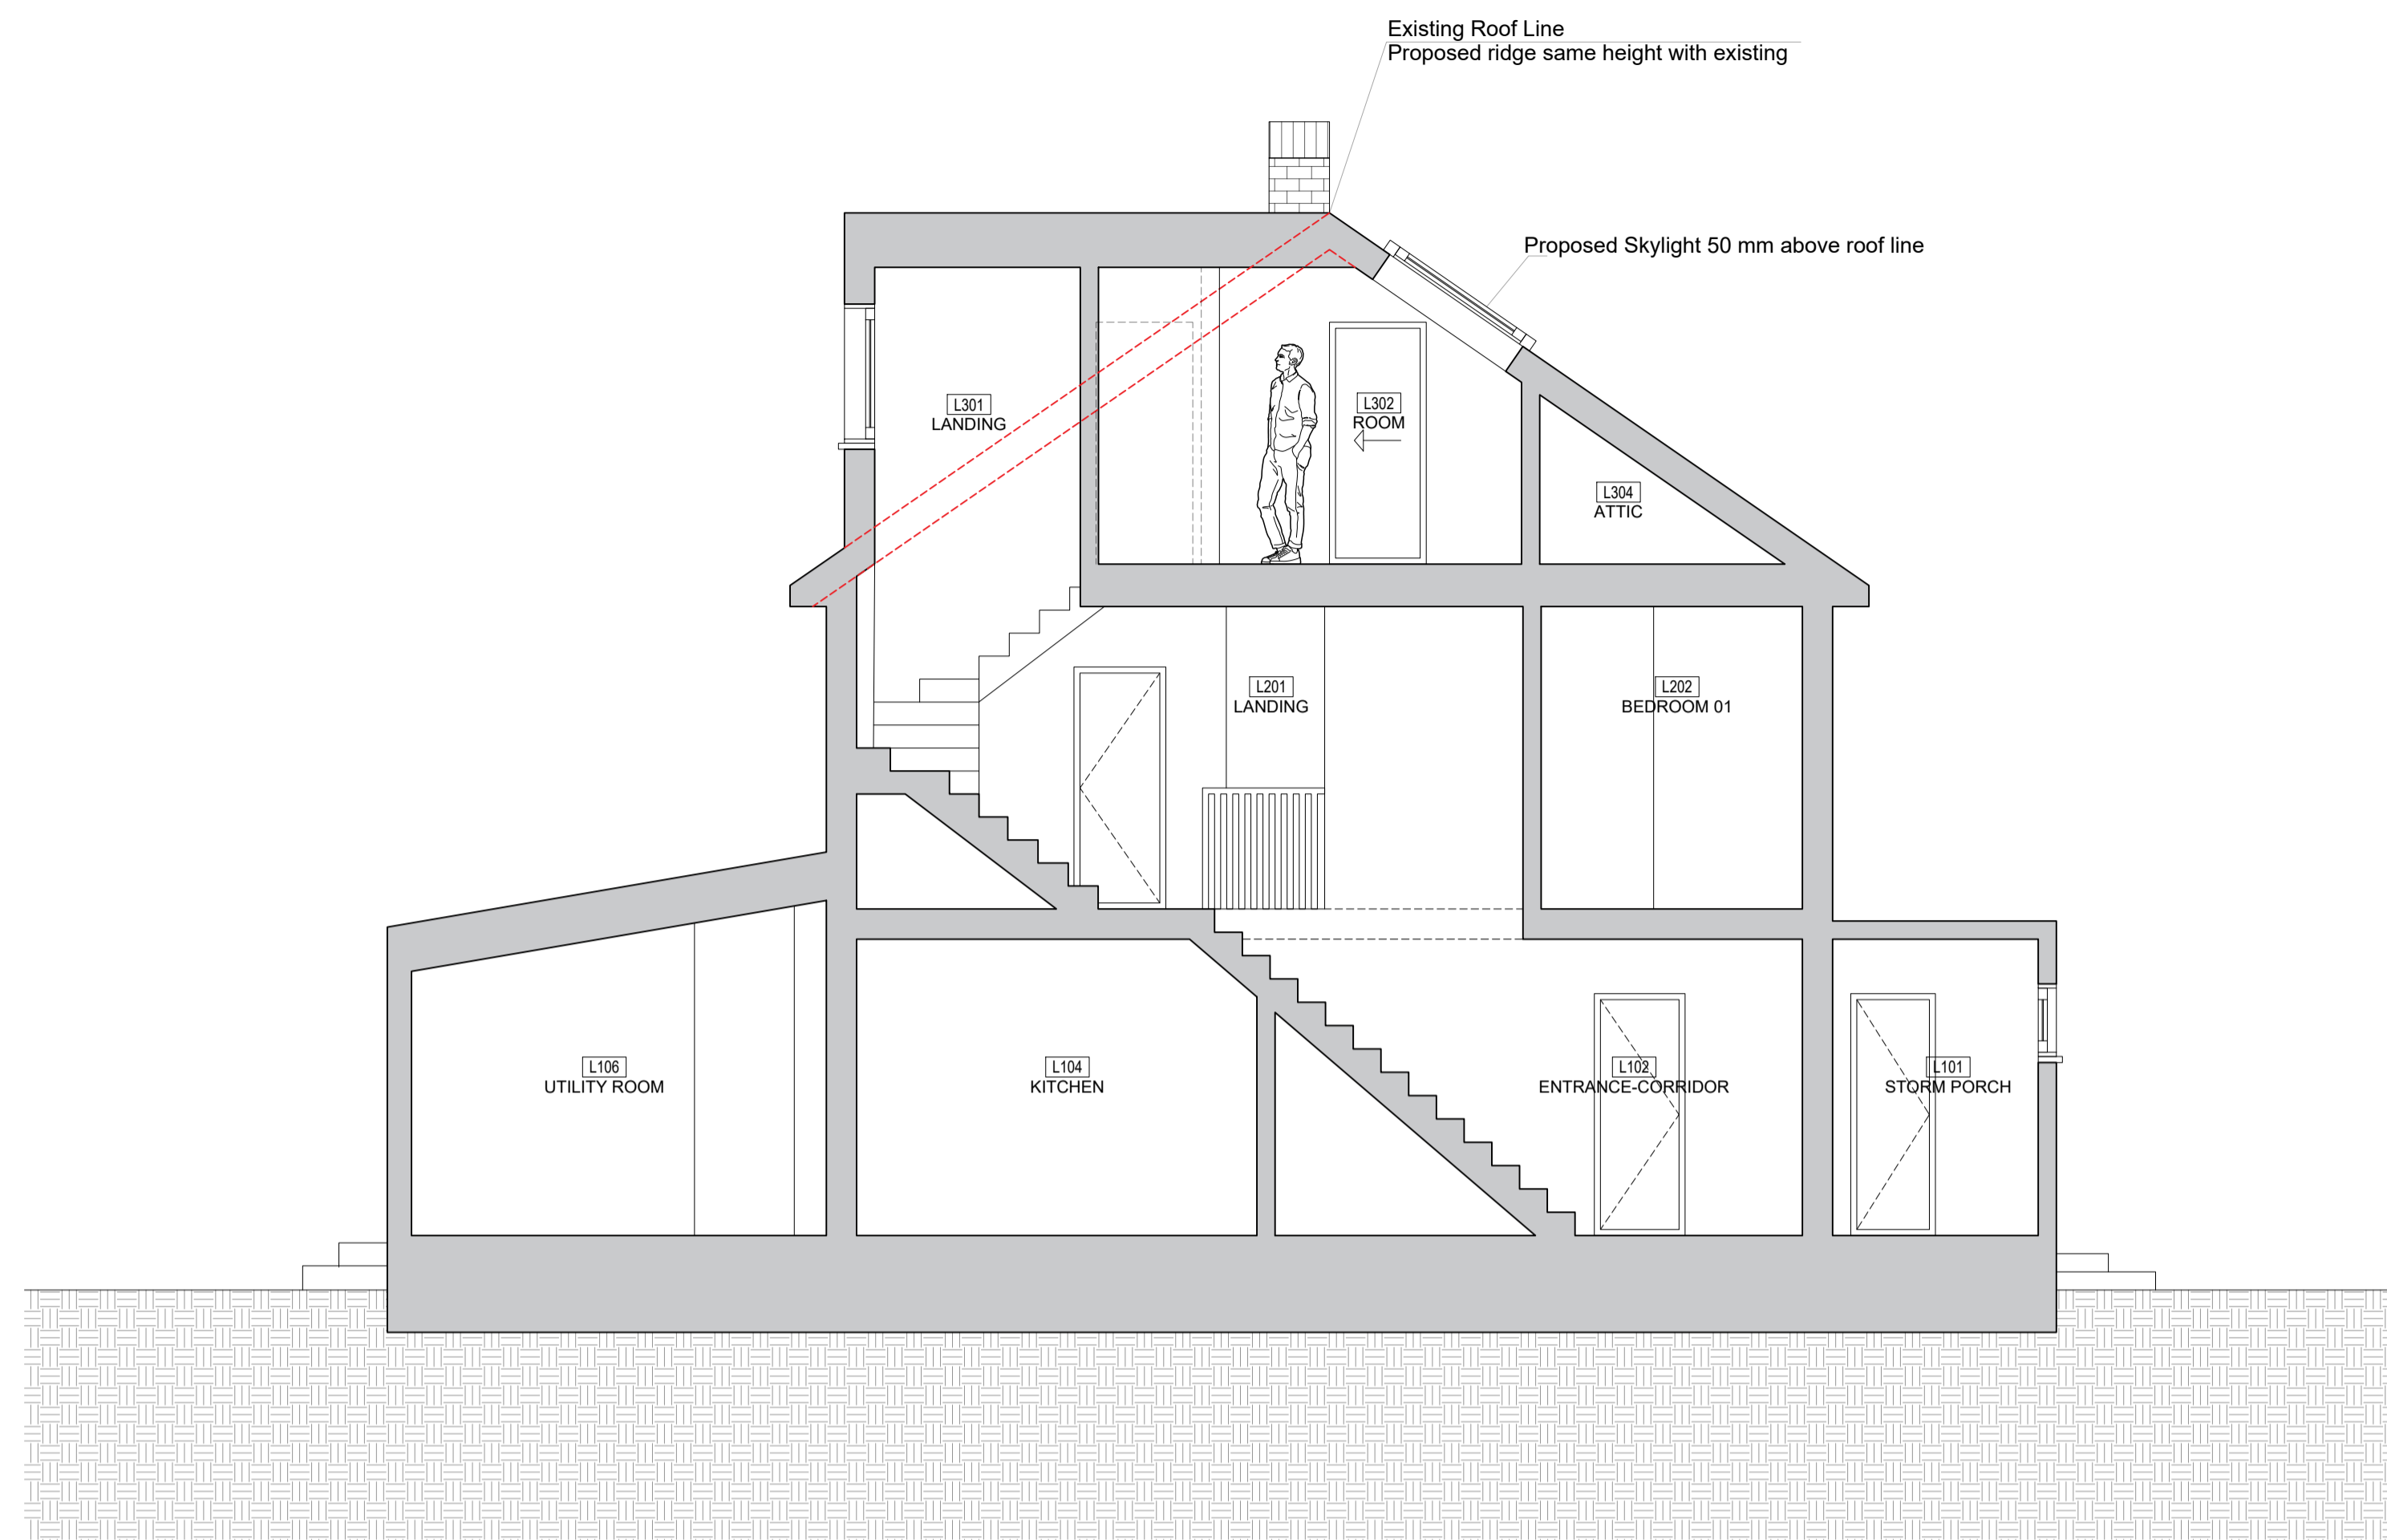 Existing Roof Line
Proposed ridge same height with existing
Proposed Skylight 50 mm above roof line
L301
LANDING
L302
ROOM
L304
ATTIC
L201
LANDING
L202
BEDROOM 01
L106
UTILITY ROOM
L104
KITCHEN
L102
ENTRANCE-CORRIDOR
L101
STORM PORCH